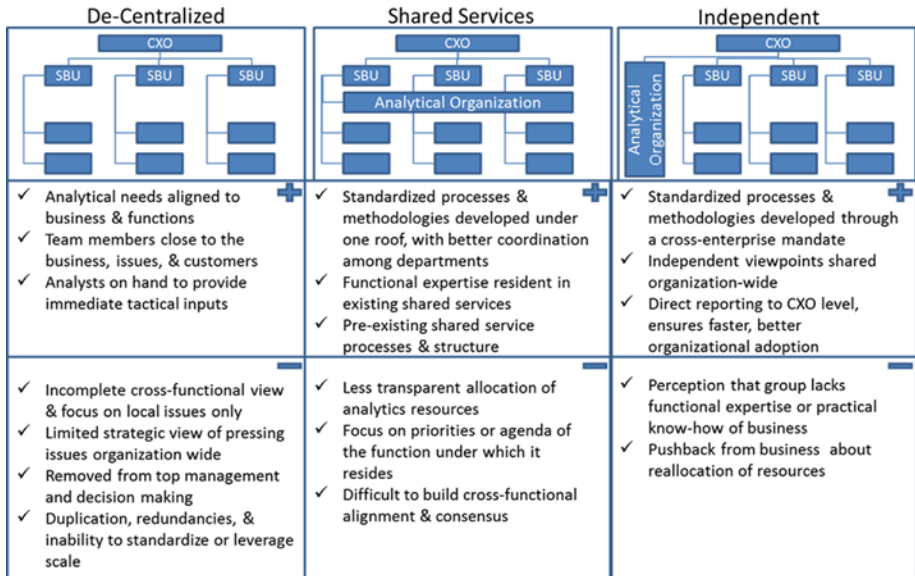 De-Centralized
CXO
SBU
SBU
SBU
✓ Analytical needs aligned to
business & functions
✓ Team members close to the
business, issues, & customers
✓ Analysts on hand to provide
immediate tactical inputs
✓ Incomplete cross-functional view
& focus on local issues only
✓ Limited strategic view of pressing
issues organization wide
✓ Removed from top management
and decision making
✓ Duplication, redundancies, &
inability to standardize or leverage
scale
Shared Services
CXO
SBU
SBU
SBU
Analytical Organization
✓ Standardized processes &
methodologies developed under
one roof, with better coordination
among departments
✓ Functional expertise resident in
existing shared services
✓ Pre-existing shared service
processes & structure
✓ Less transparent allocation of
analytics resources
✓ Focus on priorities or agenda of
the function under which it
resides
✓ Difficult to build cross-functional
alignment & consensus
Independent
CXO
Analytical
Organization
SBU
SBU
SBU
✓ Standardized processes &
methodologies developed through
a cross-enterprise mandate
✓ Independent viewpoints shared
organization-wide
✓ Direct reporting to CXO level,
ensures faster, better
organizational adoption
✓ Perception that group lacks
functional expertise or practical
know-how of business
✓ Pushback from business about
reallocation of resources